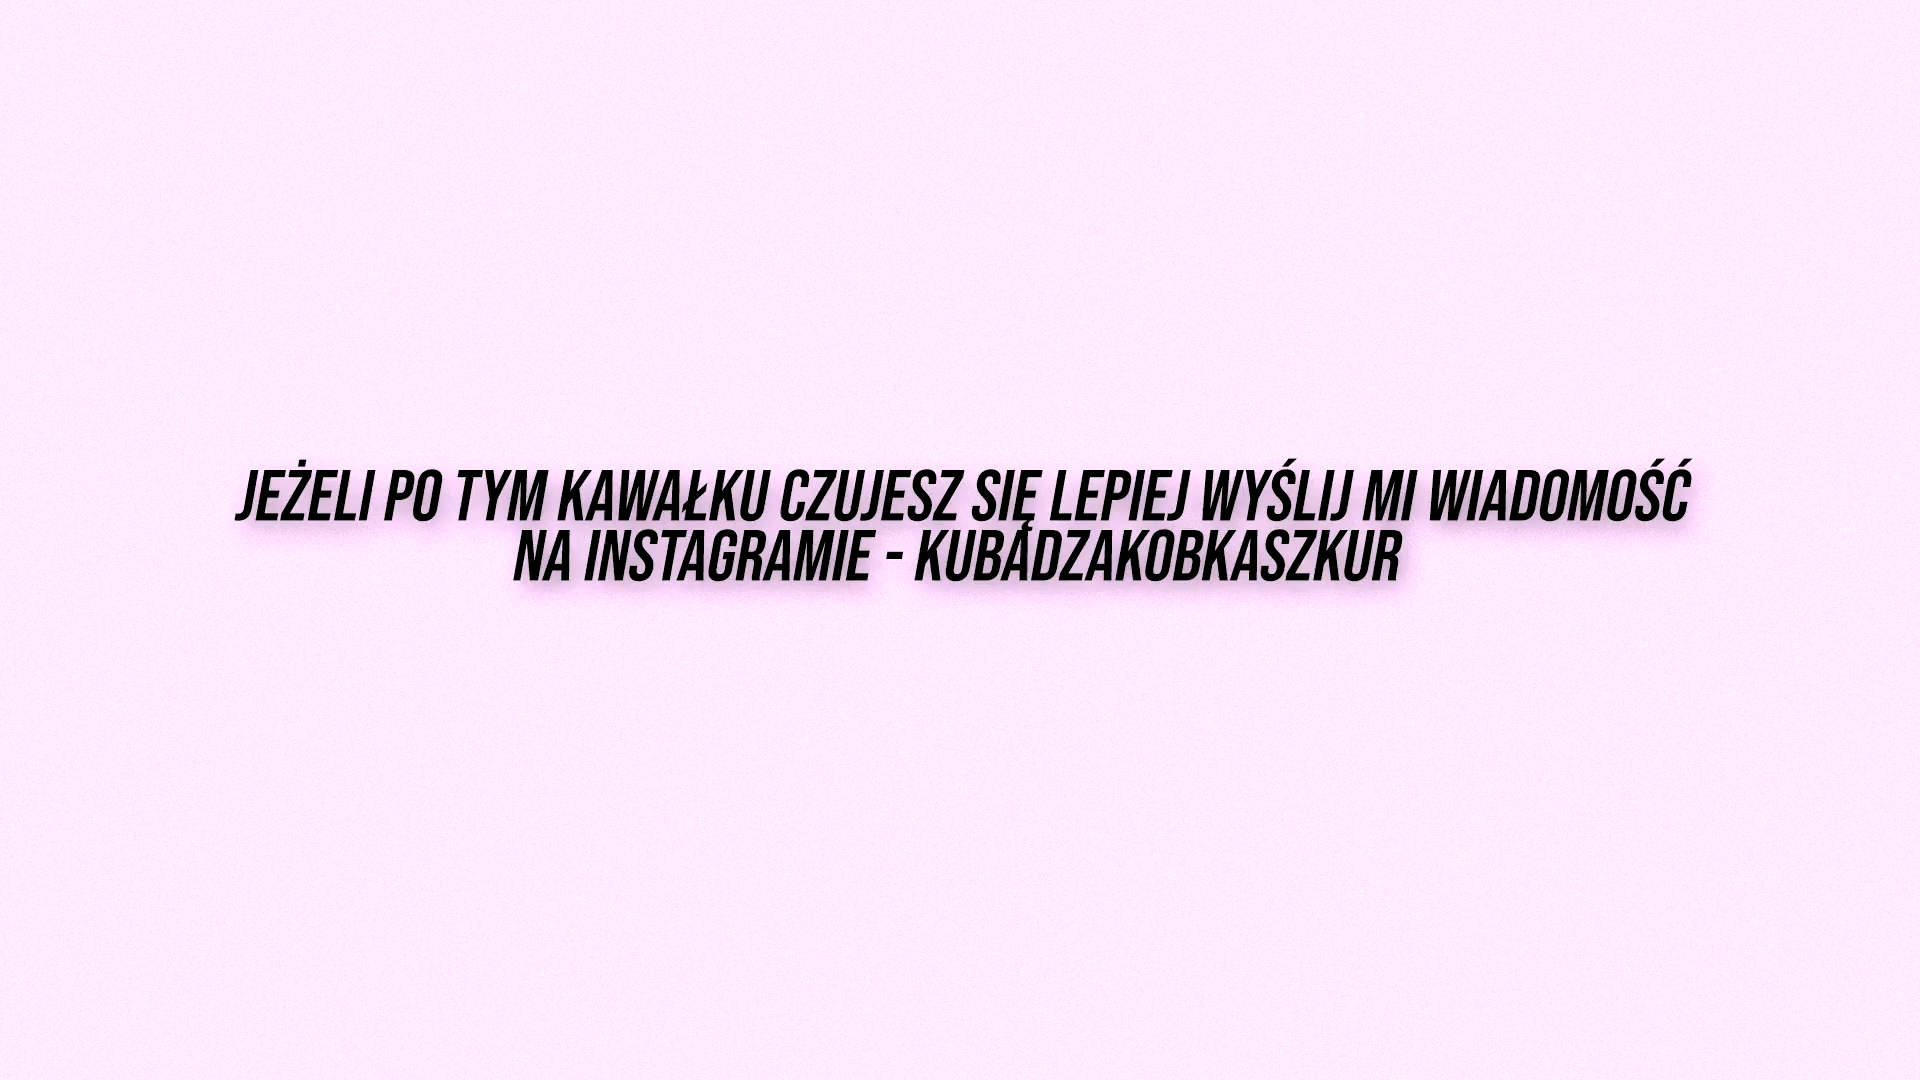 JEŻELI PO TYM KAWAŁKU CZUJESZ SIĘ LEPIEJ WYŚLIJ MI WIADOMOŚĆ
NA INSTAGRAMIE - KUBADZAKOBKASZKUR